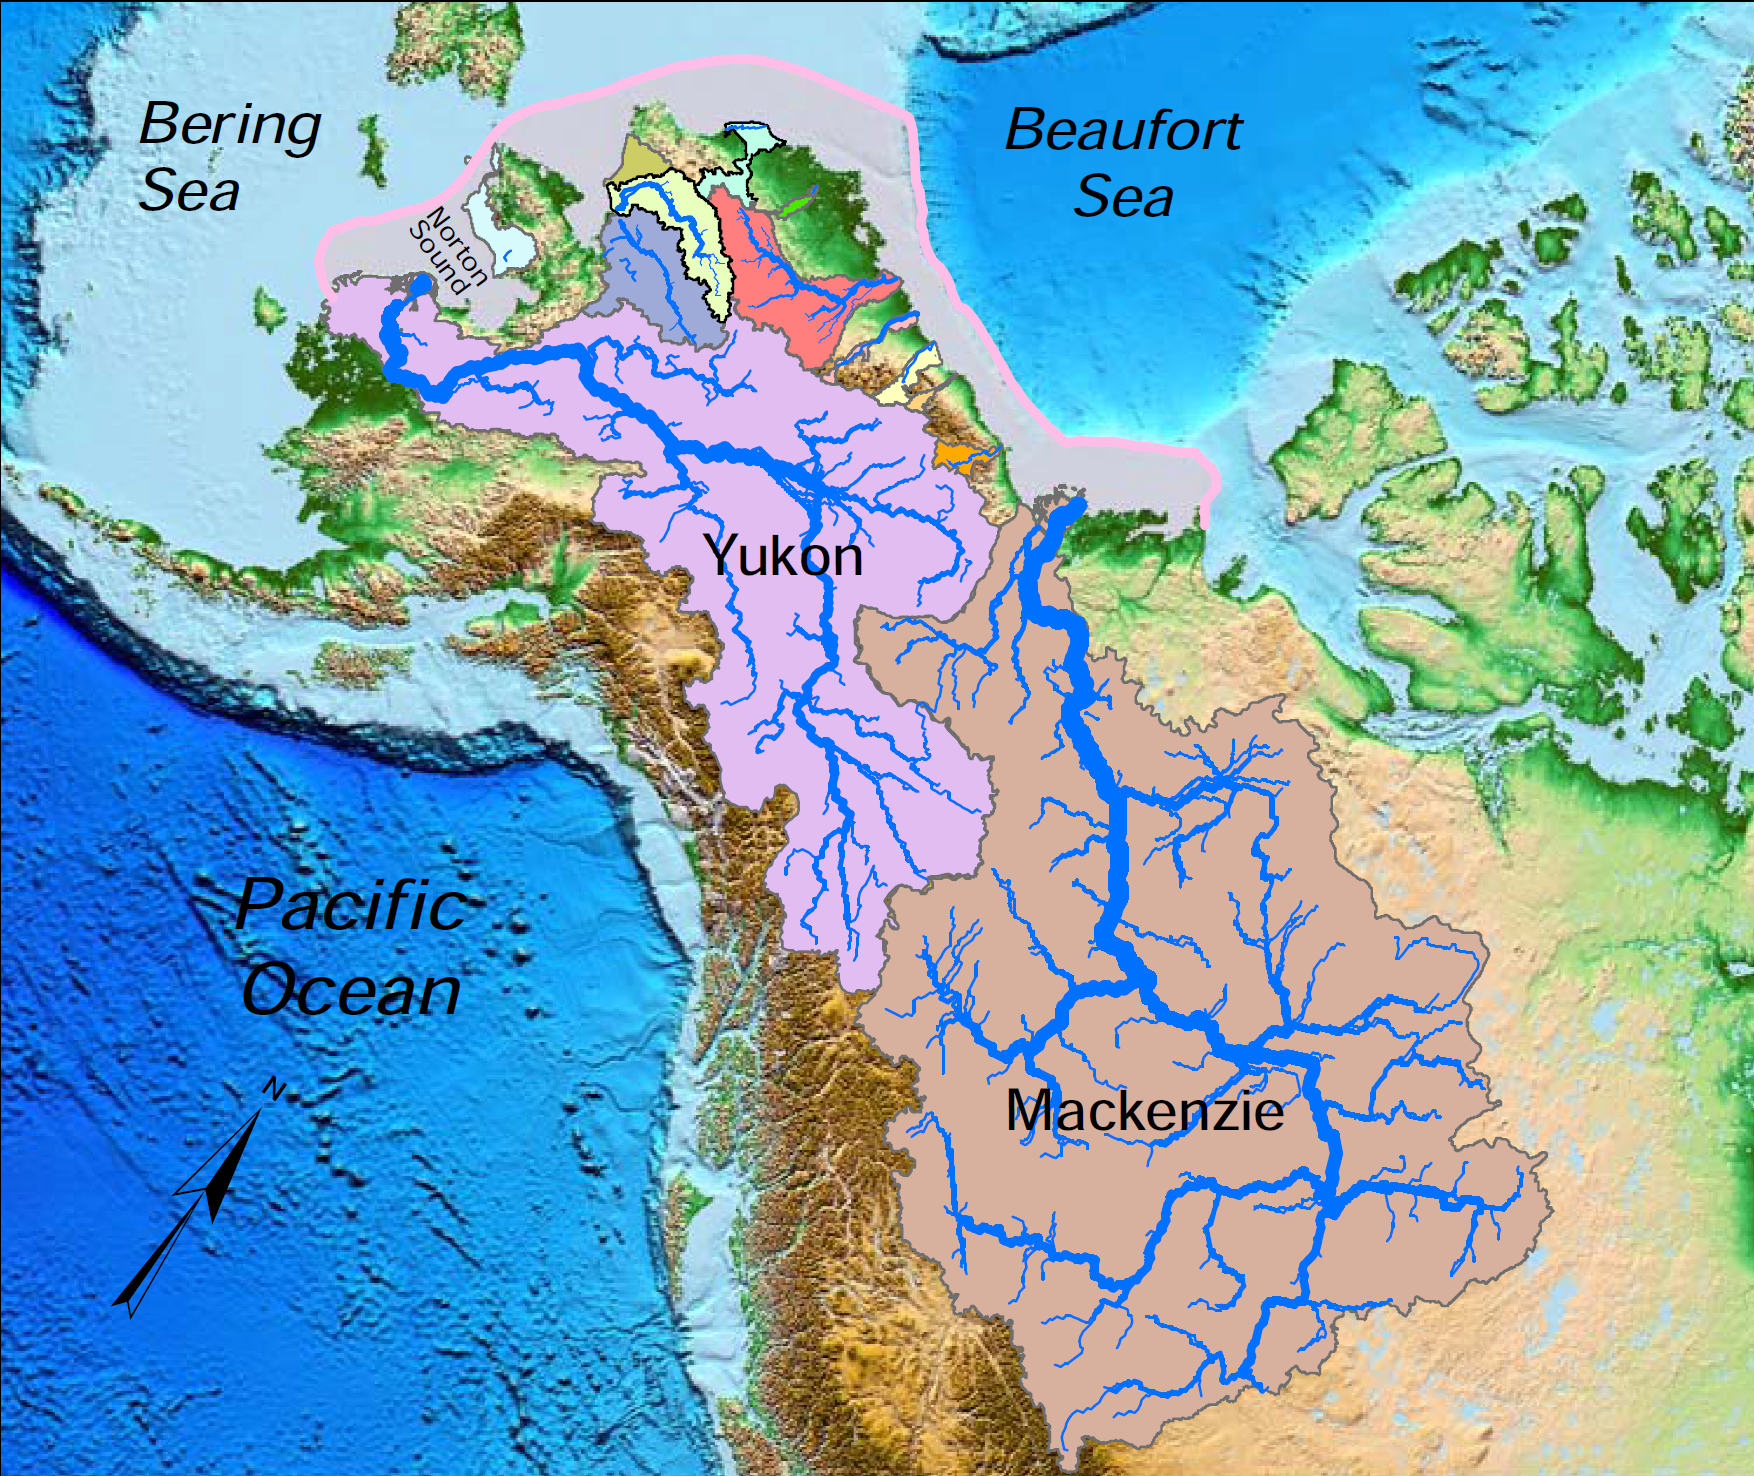 Bering
Sea
Beaufort
Sea
Norton
Sound
Yukon
Pacific
Ocean
N
Mackenzie